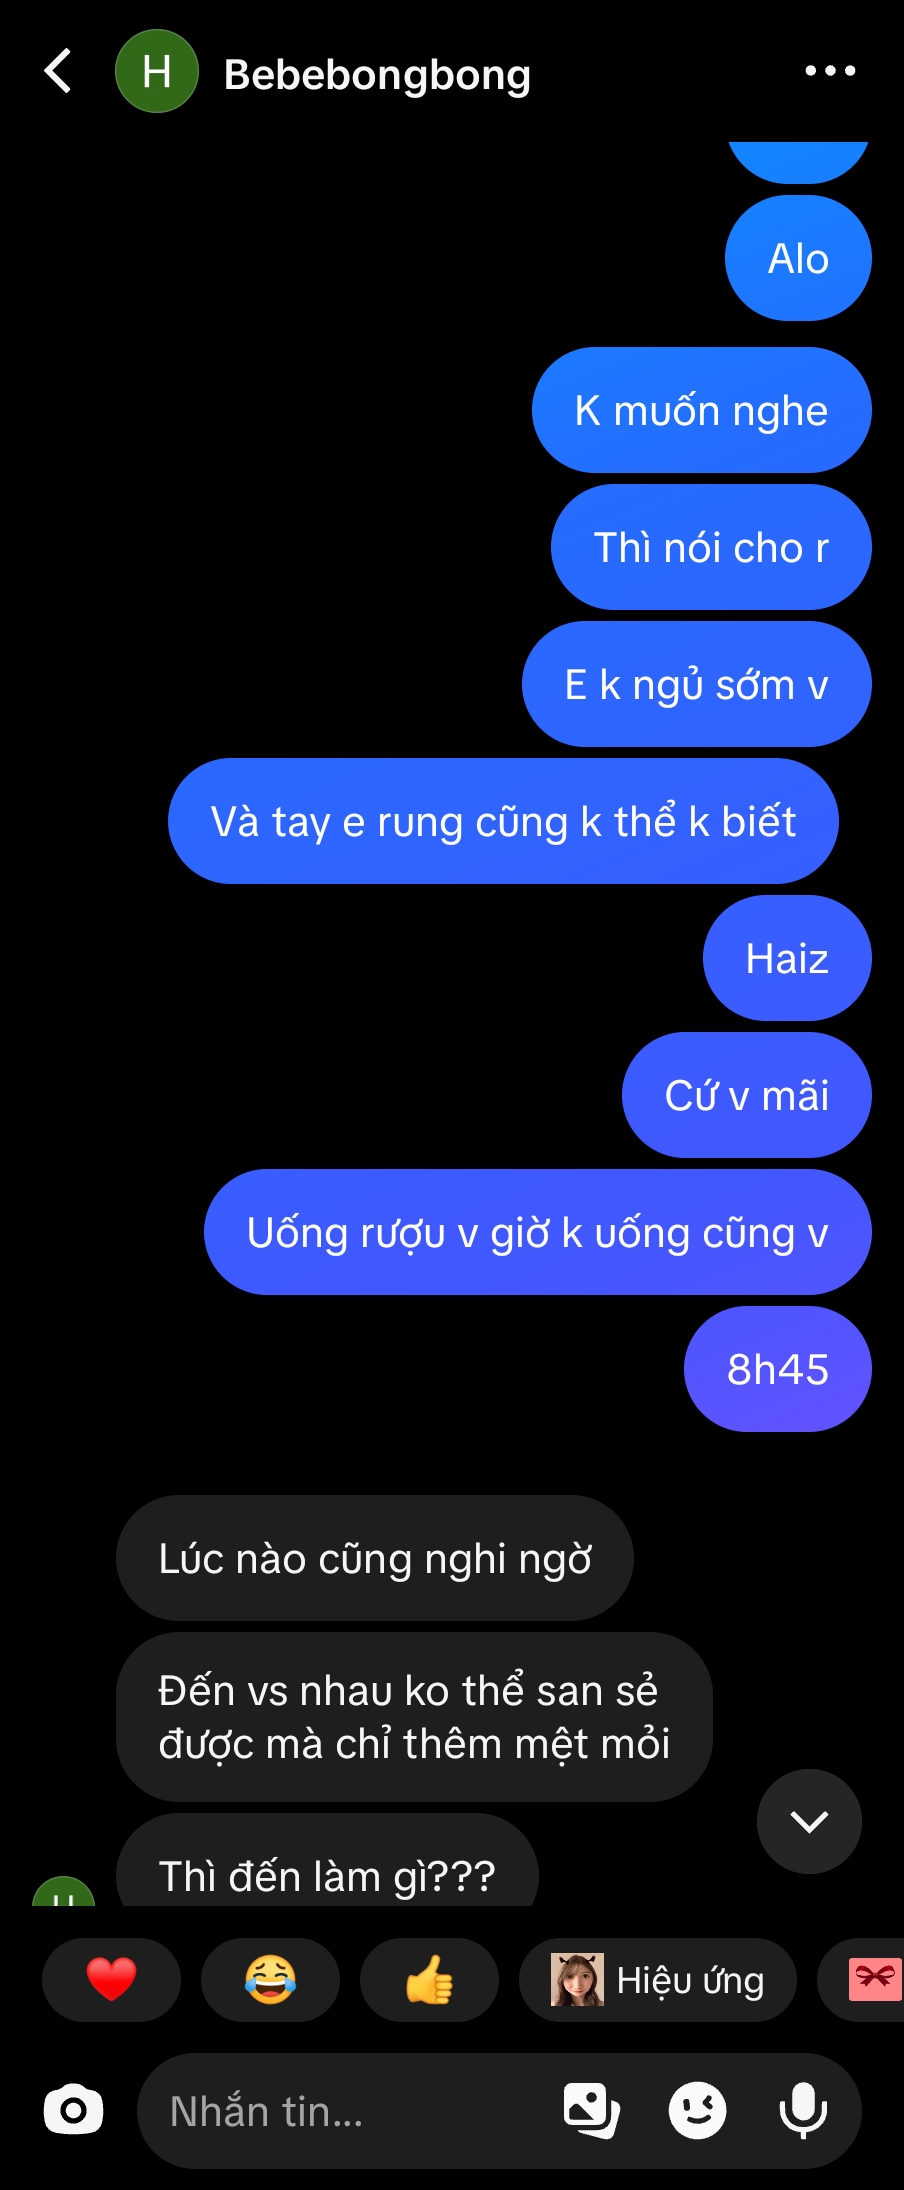 H
Bebebongbong
Alo
K muốn nghe
Thì nói cho r
E k ngủ sớm v
Và tay e rung cũng k thể k biết
Haiz
Cứ v mãi
Uống rượu v giờ k uống cũng v
8h45
Lúc nào cũng nghi ngờ
Đến vs nhau ko thể san sẻ
được mà chỉ thêm mệt mỏi
Thì đến làm gì???
H
Hiệu ứng
Nhắn tin...